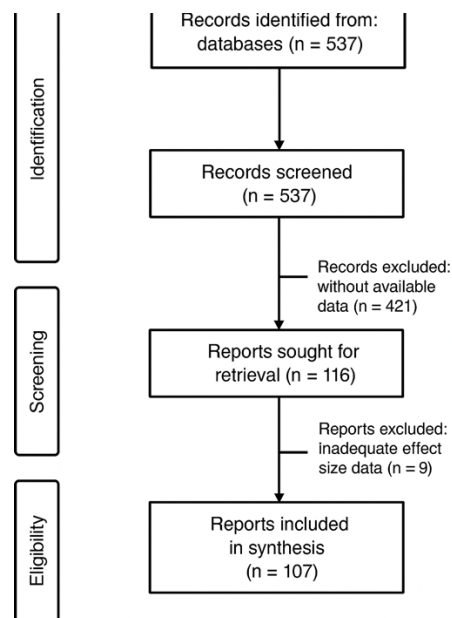 Identification
Records identified from:
databases (n = 537)
Records screened
(n = 537)
Records excluded:
without available
data (n = 421)
Screening
Reports sought for
retrieval (n = 116)
Reports excluded:
inadequate effect
size data (n = 9)
Eligibility
Reports included
in synthesis
(n = 107)